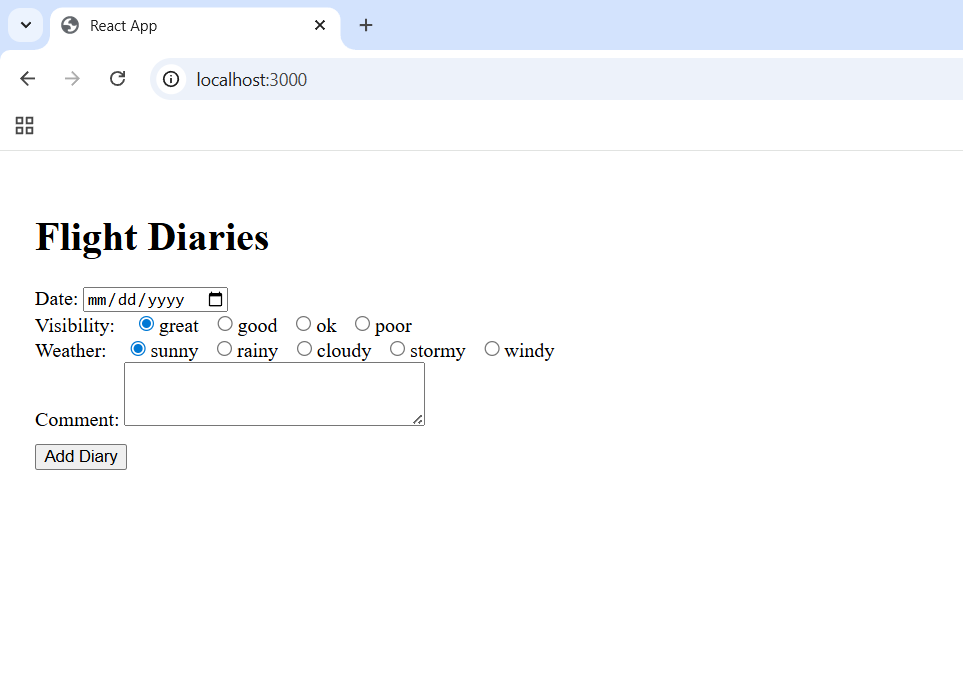 React App
localhost:3000
Flight Diaries
Date: mm/dd/yyyy
Visibility: great good ok poor
Weather: sunny rainy cloudy stormy windy
Comment:
Add Diary